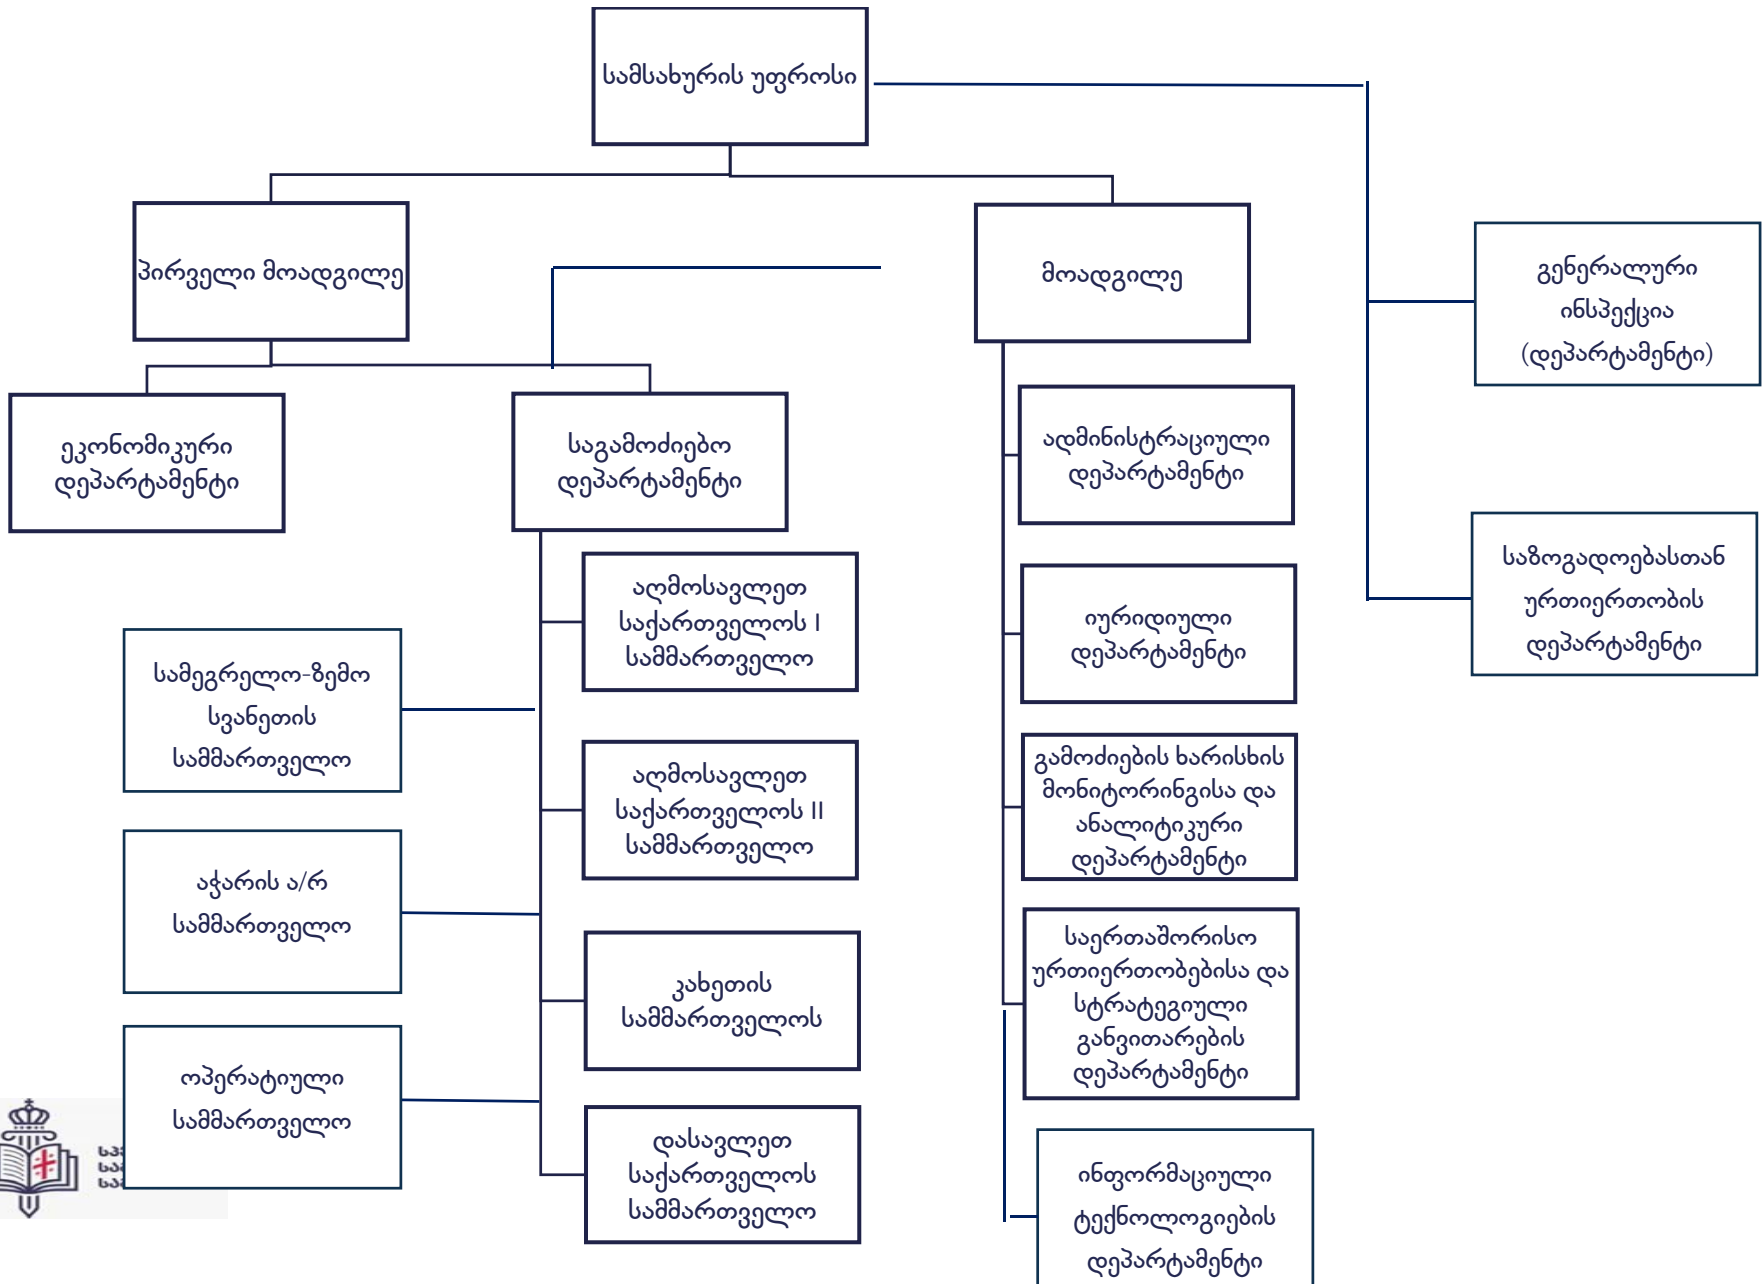 სამსახურის უფროსი
პირველი მოადგილე
მოადგილე
გენერალური
ინსპექცია
(დეპარტამენტი)
საზოგადოებასთან
ურთიერთობის
დეპარტამენტი
ეკონომიკური
დეპარტამენტი
საგამოძიებო
დეპარტამენტი
ადმინისტრაციული
დეპარტამენტი
იურიდიული
დეპარტამენტი
გამოძიების ხარისხის
მონიტორინგისა და
ანალიტიკური
დეპარტამენტი
საერთაშორისო
ურთიერთობებისა და
სტრატეგიული
განვითარების
დეპარტამენტი
ინფორმაციული
ტექნოლოგიების
დეპარტამენტი
აღმოსავლეთ
საქართველოს I
სამმართველო
აღმოსავლეთ
საქართველოს II
სამმართველო
კახეთის
სამმართველოს
დასავლეთ
საქართველოს
სამმართველო
სამეგრელო-ზემო
სვანეთის
სამმართველო
აჭარის ა/რ
სამმართველო
ოპერატიული
სამმართველო